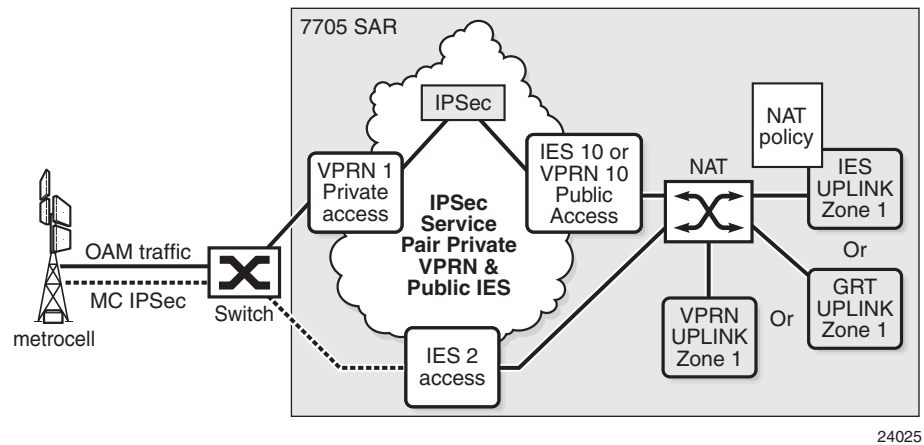 7705 SAR
IPSec
VPRN 1
Private
access
IES 10 or
VPRN 10
Public
Access
IPSec
Service
Pair Private
VPRN &
Public IES
NAT
NAT
policy
IES
UPLINK
Zone 1
Or
GRT
UPLINK
Zone 1
Or
VPRN
UPLINK
Zone 1
OAM traffic
MC IPSec
Switch
metrocell
IES 2
access
24025